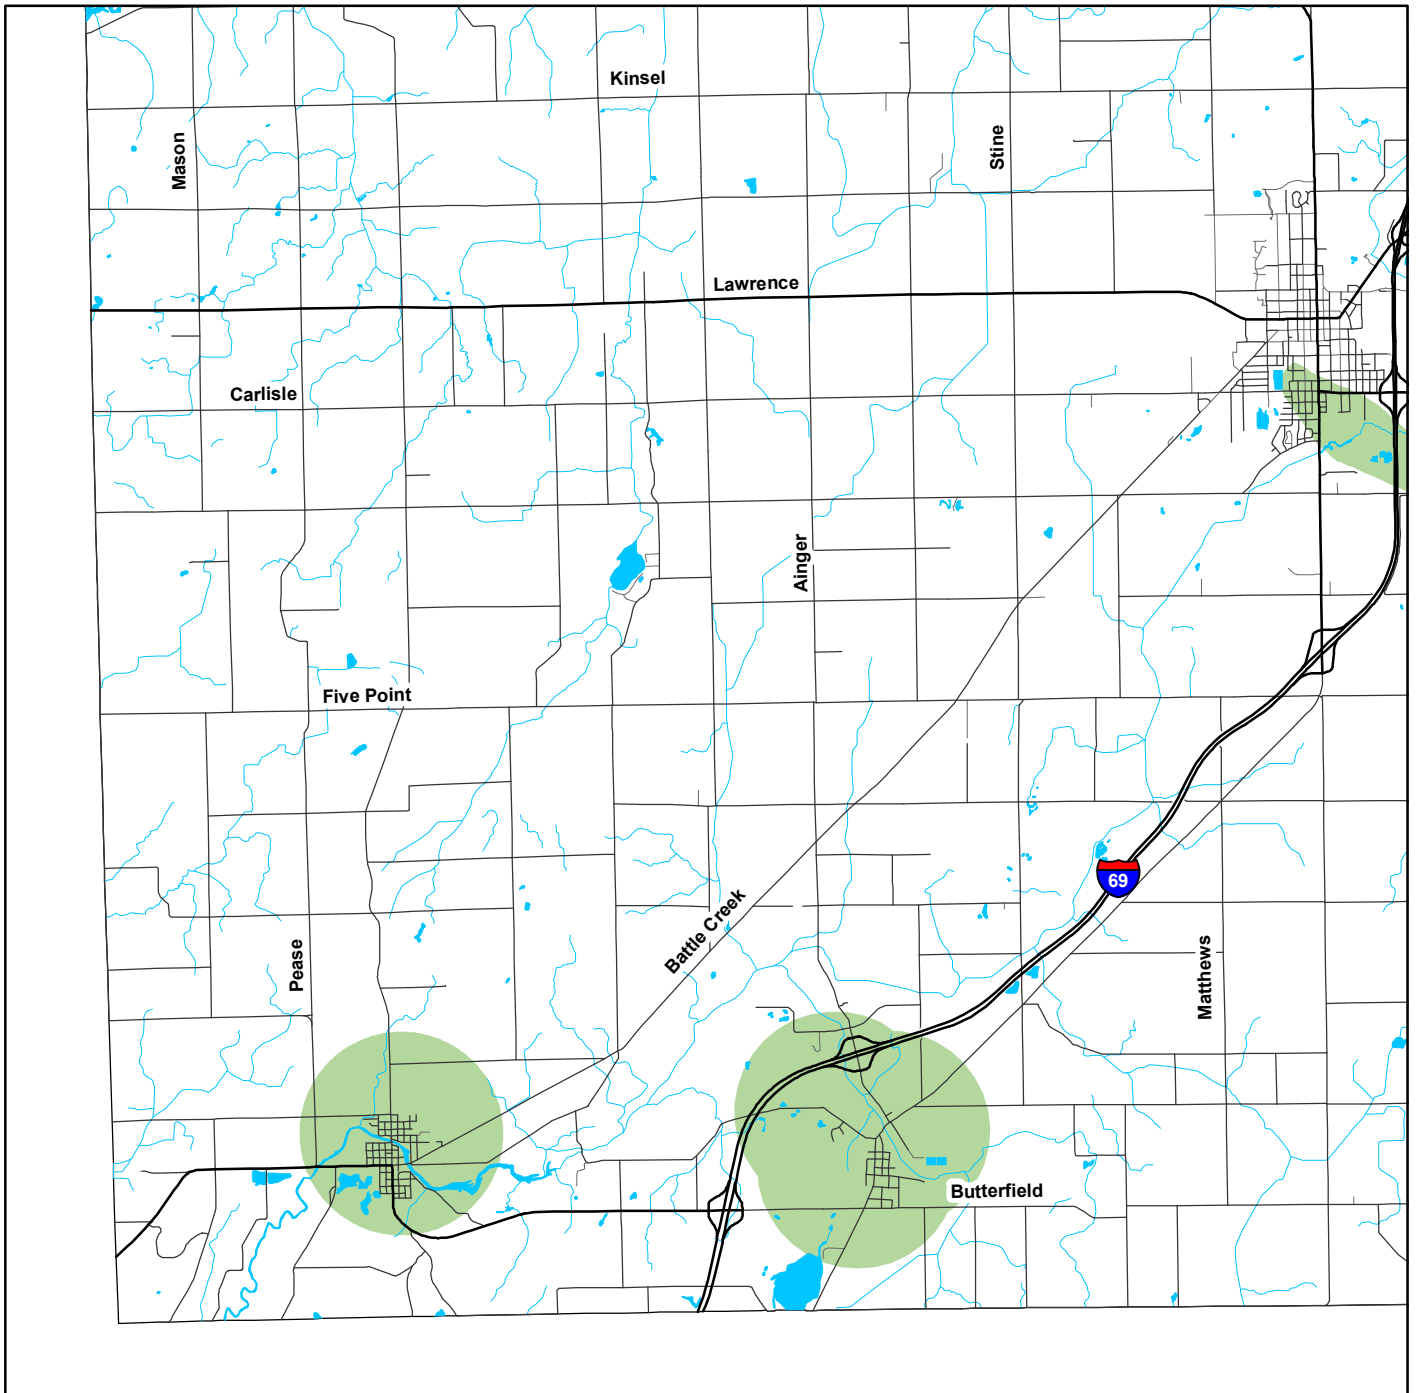 Kinsel
Mason
Stine
Lawrence
Carlisle
Ainger
Five Point
69
Battle Creek
Pease
Matthews
Butterfield